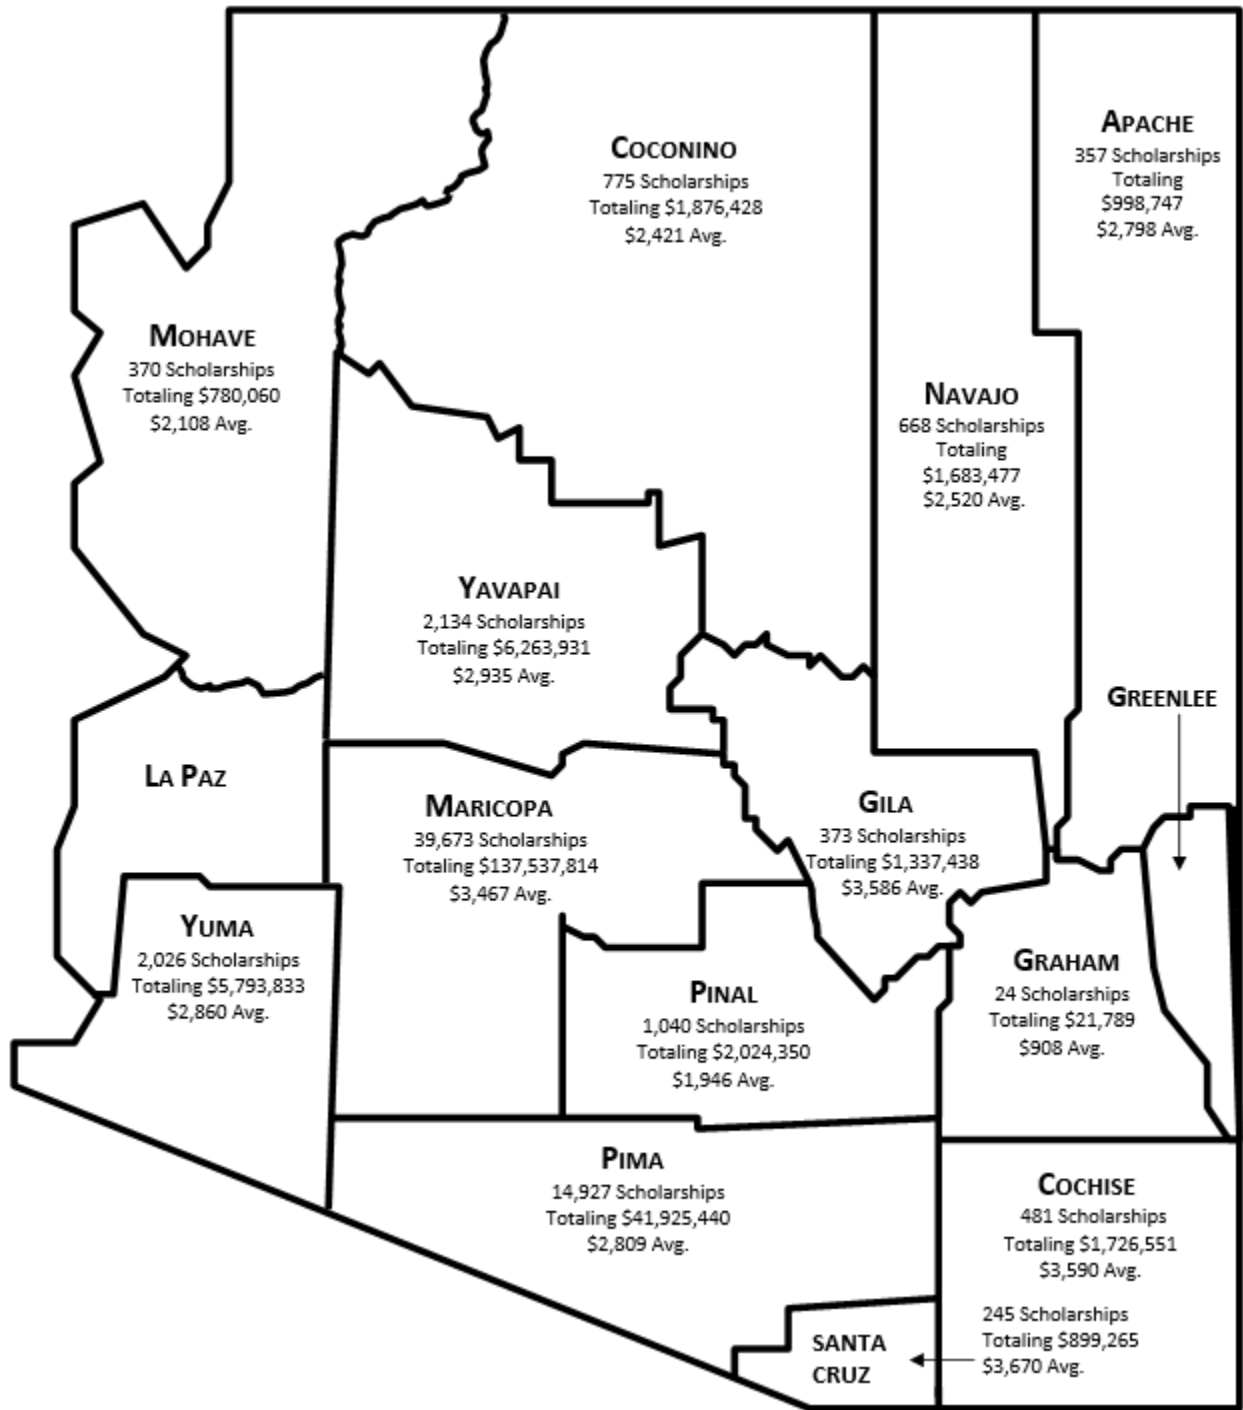 COCONINO
775 Scholarships
Totaling $1,876,428
$2,421 Avg.
APACHE
357 Scholarships
Totaling
$998,747
$2,798 Avg.
MOHAVE
370 Scholarships
Totaling $780,060
$2,108 Avg.
NAVAJO
668 Scholarships
Totaling
$1,683,477
$2,520 Avg.
YAVAPAI
2,134 Scholarships
Totaling $6,263,931
$2,935 Avg.
GREENLEE
LA PAZ
MARICOPA
39,673 Scholarships
Totaling $137,537,814
$3,467 Avg.
GILA
373 Scholarships
Totaling $1,337,438
$3,586 Avg.
YUMA
2,026 Scholarships
Totaling $5,793,833
$2,860 Avg.
PINAL
1,040 Scholarships
Totaling $2,024,350
$1,946 Avg.
GRAHAM
24 Scholarships
Totaling $21,789
$908 Avg.
PIMA
14,927 Scholarships
Totaling $41,925,440
$2,809 Avg.
COCHISE
481 Scholarships
Totaling $1,726,551
$3,590 Avg.
SANTA
CRUZ
245 Scholarships
Totaling $899,265
$3,670 Avg.